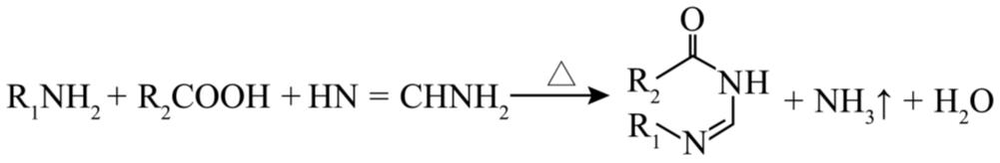 R₁NH₂ + R₂COOH + HN = CHNH₂ △ O R₂ NH R₁ N + NH₃↑ + H₂O